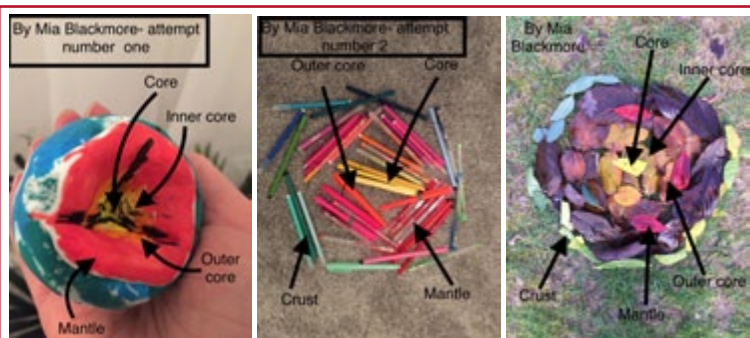 By Mia Blackmore- attempt
number one
Core
Inner core
Outer
core
Mantle
By Mia Blackmore- attempt
number 2
Outer core
Core
Crust
Mantle
By Mia
Blackmore
Core
Inner core
Outer core
Crust
Mantle